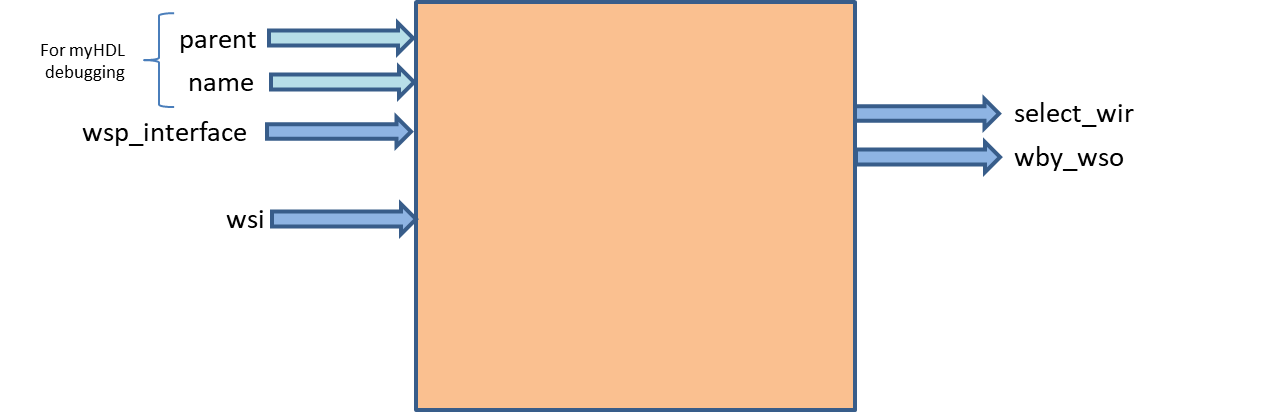 For myHDL
debugging
parent
name
wsp_interface
wsi
select_wir
wby_wso